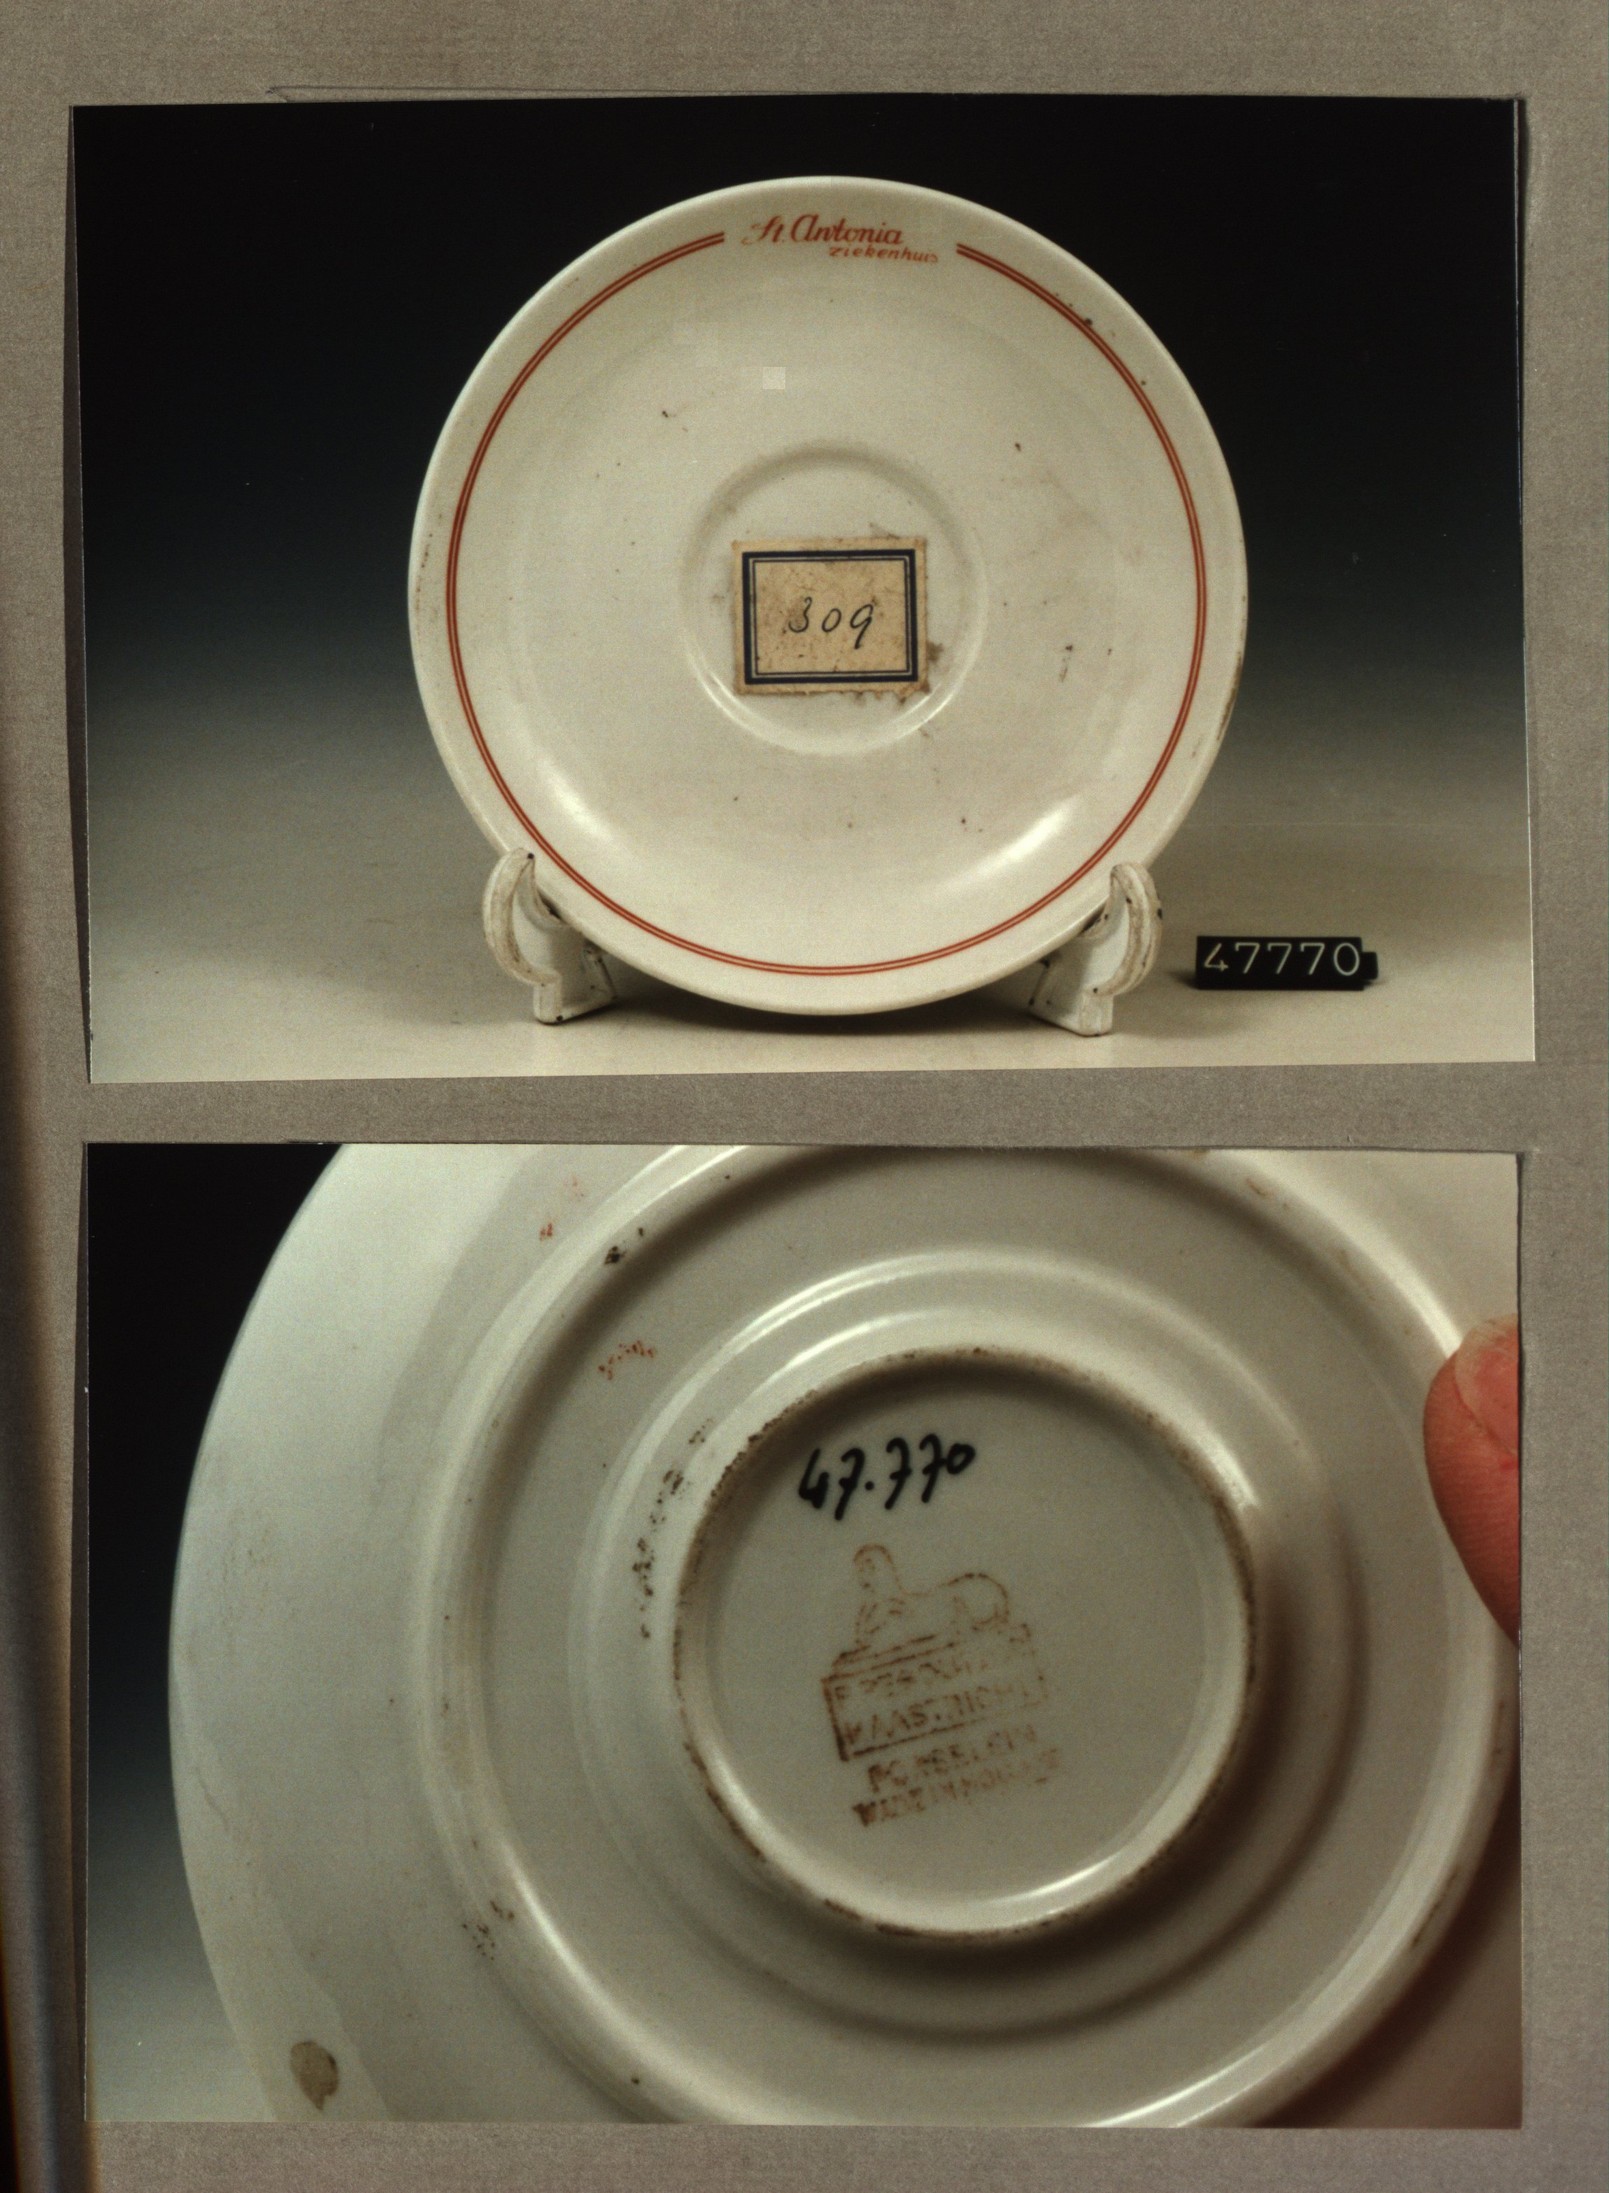 St. Antonia
ziekenhuis
309
47770
47.770
MAASTRICHT
PORSELEIN
MADE IN HOLLAND